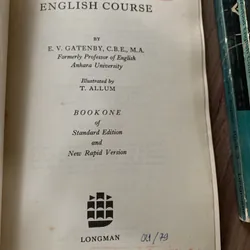 ENGLISH COURSE
BY
E. V. GATENBY, C.B.E., M.A.
Formerly Professor of English
Ankara University
Illustrated by
T. ALLUM
BOOK ONE
of
Standard Edition
and
New Rapid Version
LONGMAN